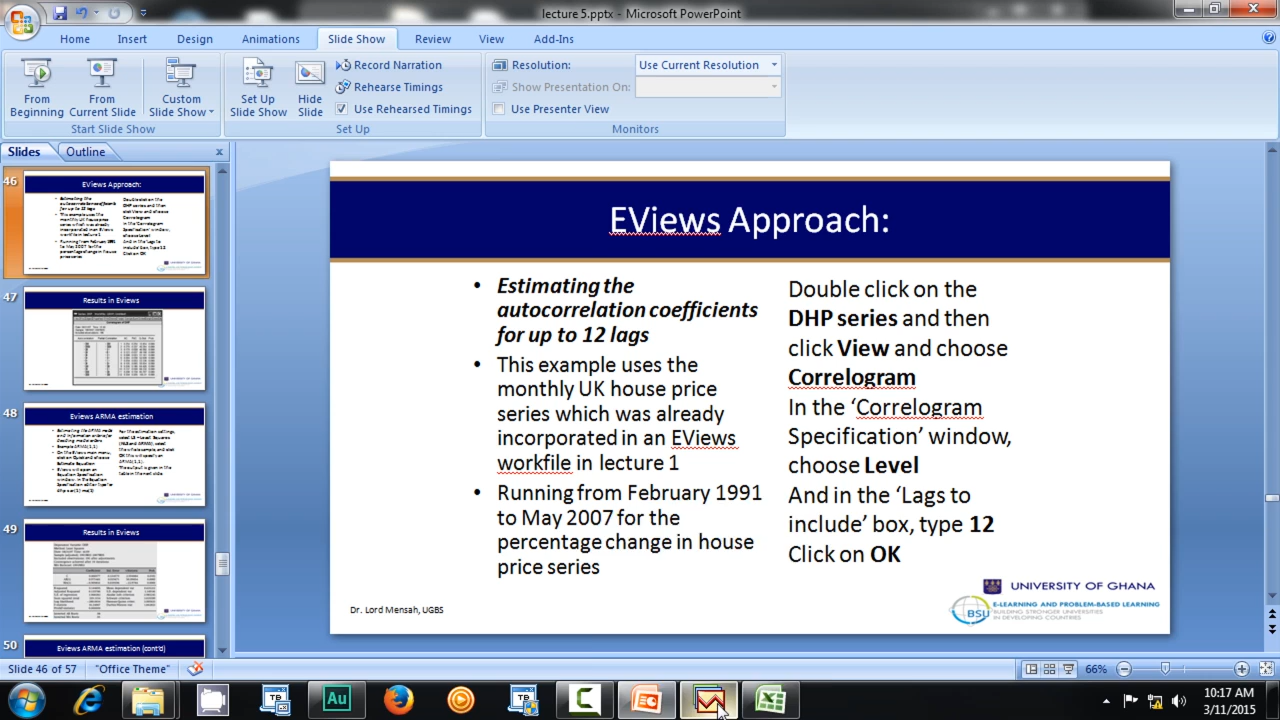 lecture 5.pptx - Microsoft PowerPoint
Home Insert Design Animations Slide Show Review View Add-Ins
From Beginning
From Current Slide
Custom Slide Show
Start Slide Show
Set Up Slide Show
Hide Slide
Record Narration
Rehearse Timings
Use Rehearsed Timings
Set Up
Resolution: Use Current Resolution
Show Presentation On:
Use Presenter View
Monitors
Slides Outline
46
EViews Approach:
47
Results in Eviews
48
Eviews ARMA estimation
49
Results in Eviews
50
Eviews ARMA estimation (cont'd)
EViews Approach:
• Estimating the
autocorrelation coefficients
for up to 12 lags
• This example uses the
monthly UK house price
series which was already
incorporated in an EViews
workfile in lecture 1
• Running from February 1991
to May 2007 for the
percentage change in house
price series
Double click on the
DHP series and then
click View and choose
Correlogram
In the ‘Correlogram
Specification’ window,
choose Level
And in the ‘Lags to
include’ box, type 12
Click on OK
Dr. Lord Mensah, UGBS
UNIVERSITY OF GHANA
BSU
E-LEARNING AND PROBLEM-BASED LEARNING
BUILDING STRONGER UNIVERSITIES
IN DEVELOPING COUNTRIES
Slide 46 of 57 "Office Theme" 66%
10:17 AM
3/11/2015